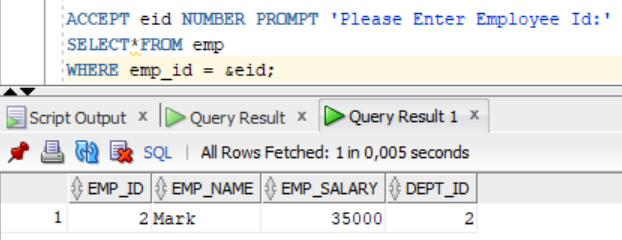 ACCEPT eid NUMBER PROMPT 'Please Enter Employee Id:'
SELECT*FROM emp
WHERE emp_id = &eid;
Script Output x Query Result x Query Result 1 x
SQL | All Rows Fetched: 1 in 0,005 seconds
EMP_ID EMP_NAME EMP_SALARY DEPT_ID
1 2 Mark 35000 2